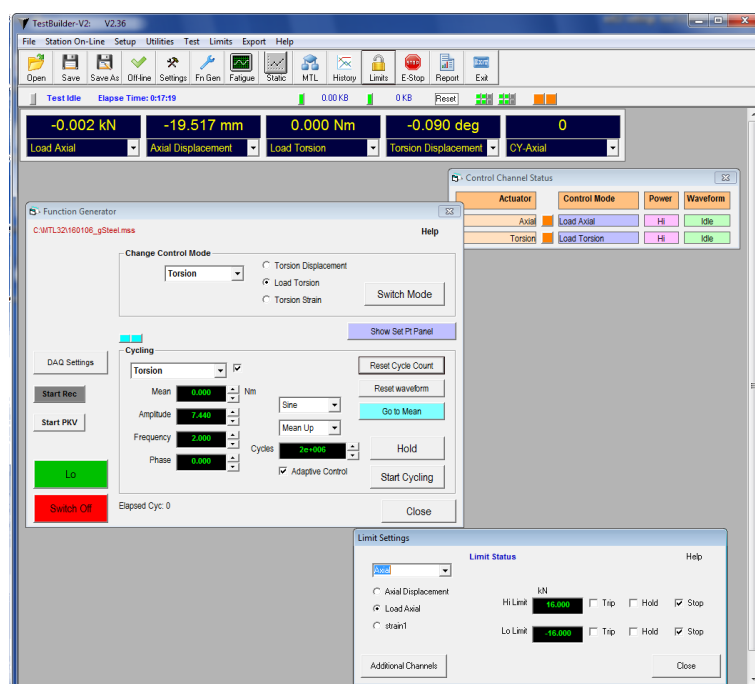 TestBuilder-V2: V2.36
File Station On-Line Setup Utilities Test Limits Export Help
Open Save Save As Off-line Settings Fn Gen Fatigue Static MTL History Limits E-Stop Report Exit
Test Idle Elapse Time: 0:17:19 0.00 KB 0 KB Reset
-0.002 kN -19.517 mm 0.000 Nm -0.090 deg 0
Load Axial Axial Displacement Load Torsion Torsion Displacement CY-Axial
Control Channel Status
Actuator Control Mode Power Waveform
Axial Load Axial Hi Idle
Torsion Load Torsion Hi Idle
Function Generator
C:\MTL32\160106_gSteel.mss Help
Change Control Mode
Torsion
Torsion Displacement
Load Torsion
Torsion Strain
Switch Mode
Show Set Pt Panel
DAQ Settings
Start Rec
Start PKV
Lo
Switch Off
Cycling
Torsion
Mean 0.000 Nm
Amplitude 7.440
Frequency 2.000
Phase 0.000
Sine
Mean Up
Cycles 2e+006
Adaptive Control
Reset Cycle Count
Reset waveform
Go to Mean
Hold
Start Cycling
Elapsed Cyc: 0
Close
Limit Settings
Limit Status Help
Axial
Axial Displacement
Load Axial
strain1
kN
Hi Limit 16.000 Trip Hold Stop
Lo Limit -16.000 Trip Hold Stop
Additional Channels Close